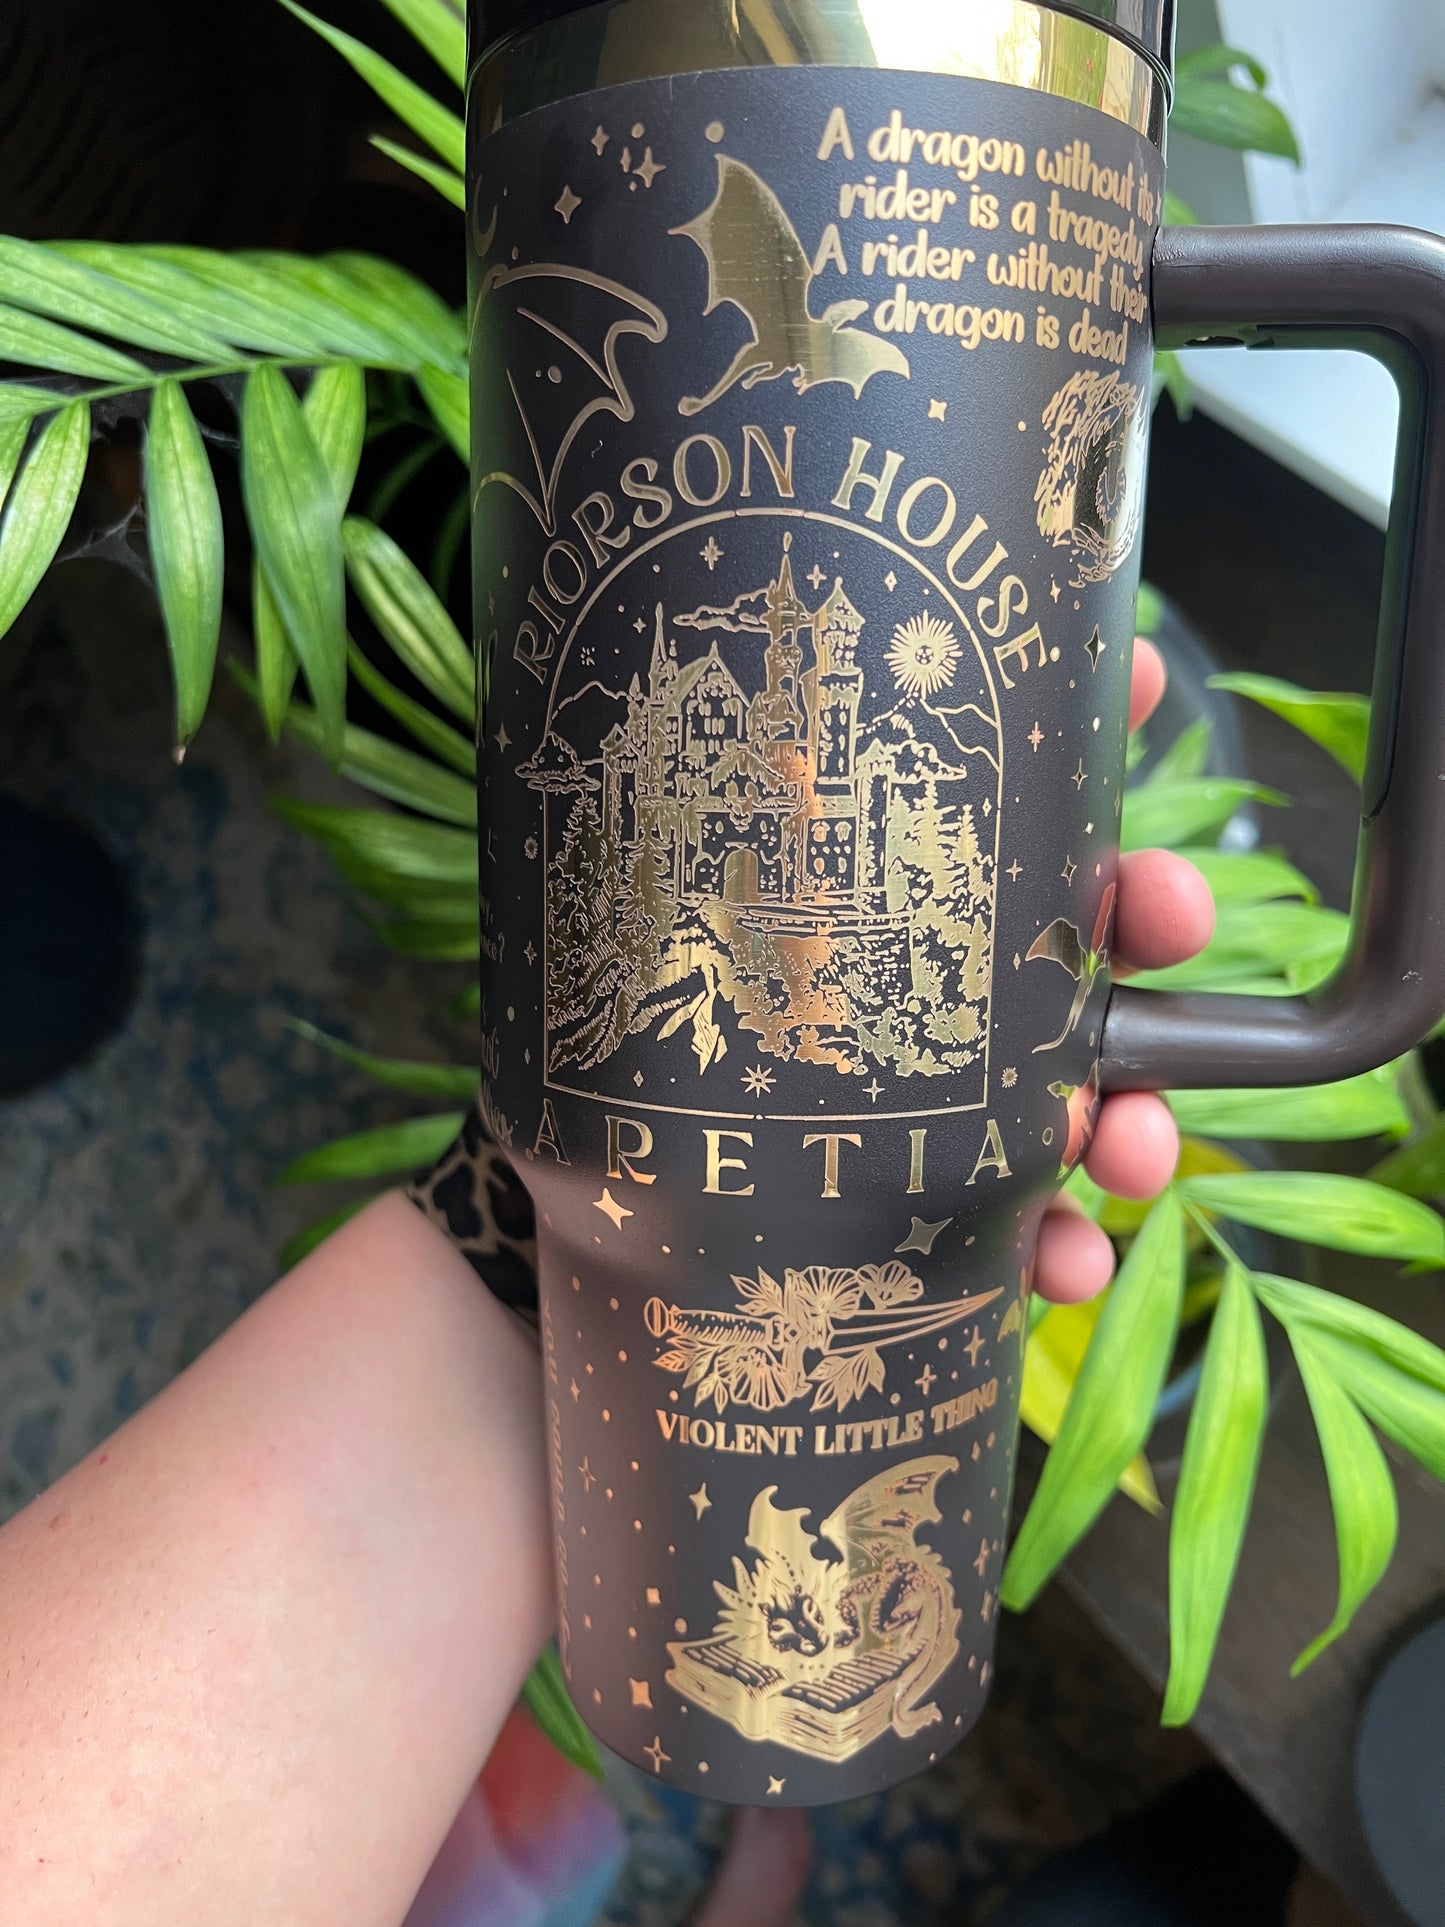 A dragon without its
rider is a tragedy.
A rider without their
dragon is dead
RIORSON HOUSE
ARETIA
VIOLENT LITTLE THING